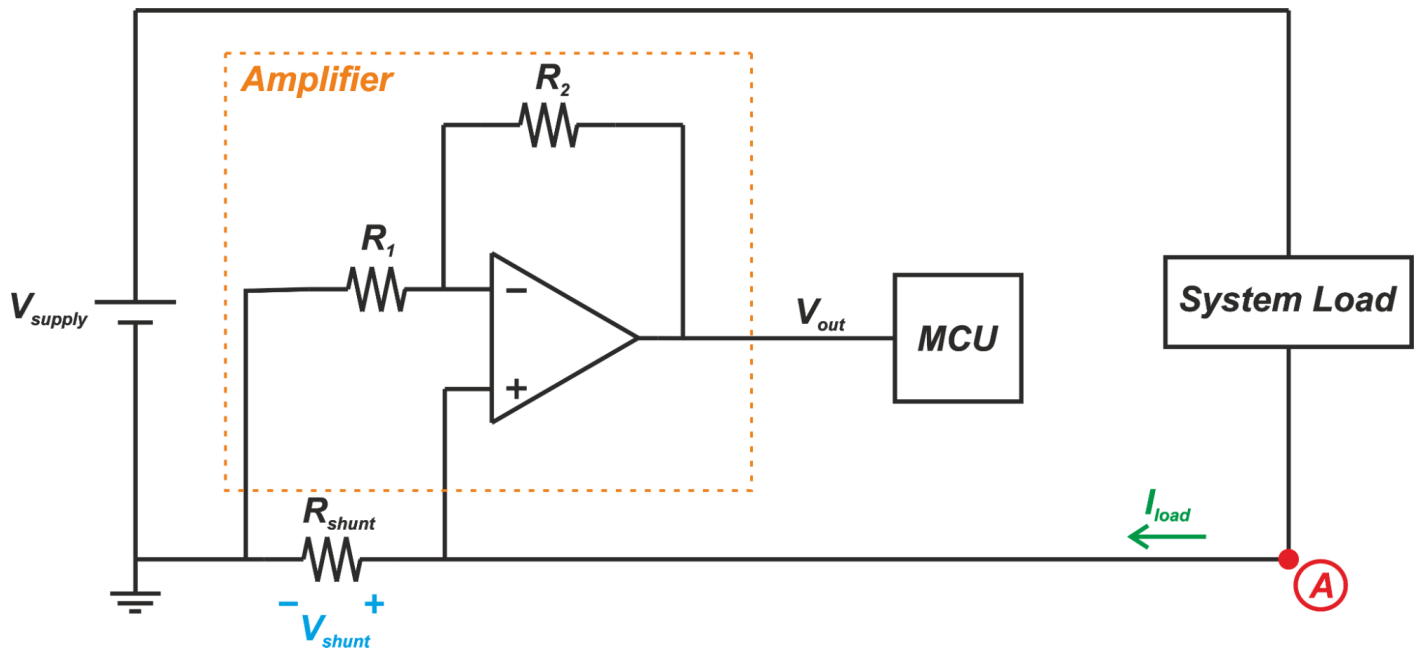 Amplifier
R2
R1
Vsupply
−
+
Vout
MCU
System Load
Rshunt
Iload
− +
Vshunt
A